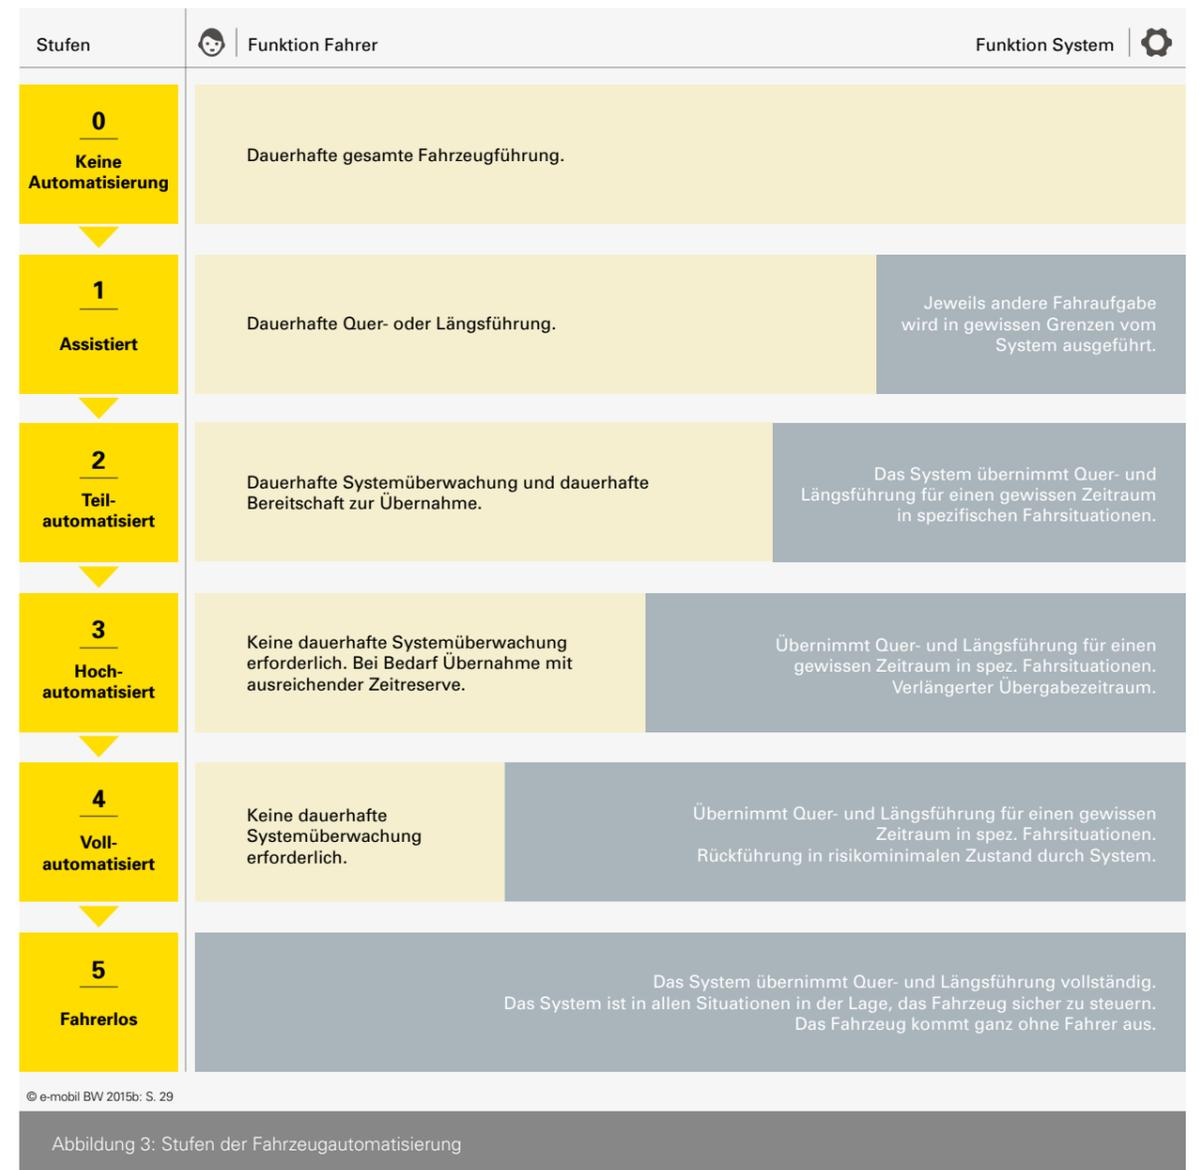 Stufen
Funktion Fahrer
Funktion System
0
Keine
Automatisierung
Dauerhafte gesamte Fahrzeugführung.
1
Assistiert
Dauerhafte Quer- oder Längsführung.
Jeweils andere Fahraufgabe
wird in gewissen Grenzen vom
System ausgeführt.
2
Teil-
automatisiert
Dauerhafte Systemüberwachung und dauerhafte
Bereitschaft zur Übernahme.
Das System übernimmt Quer- und
Längsführung für einen gewissen Zeitraum
in spezifischen Fahrsituationen.
3
Hoch-
automatisiert
Keine dauerhafte Systemüberwachung
erforderlich. Bei Bedarf Übernahme mit
ausreichender Zeitreserve.
Übernimmt Quer- und Längsführung für einen
gewissen Zeitraum in spez. Fahrsituationen.
Verlängerter Übergabezeitraum.
4
Voll-
automatisiert
Keine dauerhafte
Systemüberwachung
erforderlich.
Übernimmt Quer- und Längsführung für einen gewissen
Zeitraum in spez. Fahrsituationen.
Rückführung in risikominimalen Zustand durch System.
5
Fahrerlos
Das System übernimmt Quer- und Längsführung vollständig.
Das System ist in allen Situationen in der Lage, das Fahrzeug sicher zu steuern.
Das Fahrzeug kommt ganz ohne Fahrer aus.
© e-mobil BW 2015b: S. 29
Abbildung 3: Stufen der Fahrzeugautomatisierung